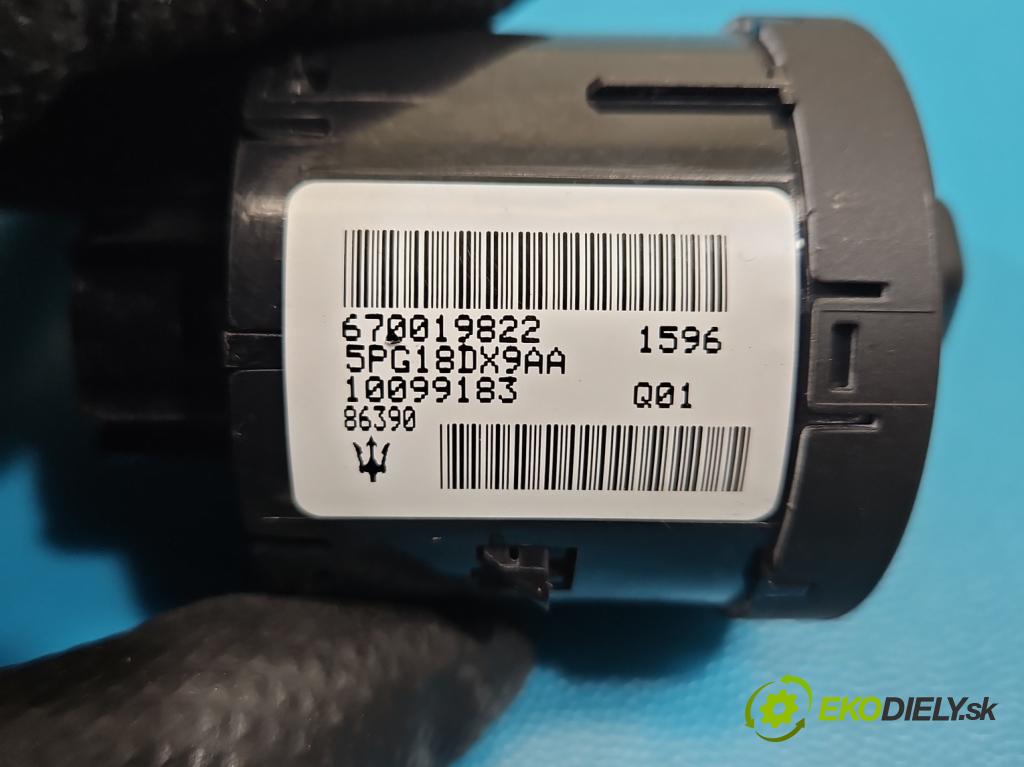 670019822 1596
5PG18DX9AA
10099183 Q01
86390
EKODIELY.sk